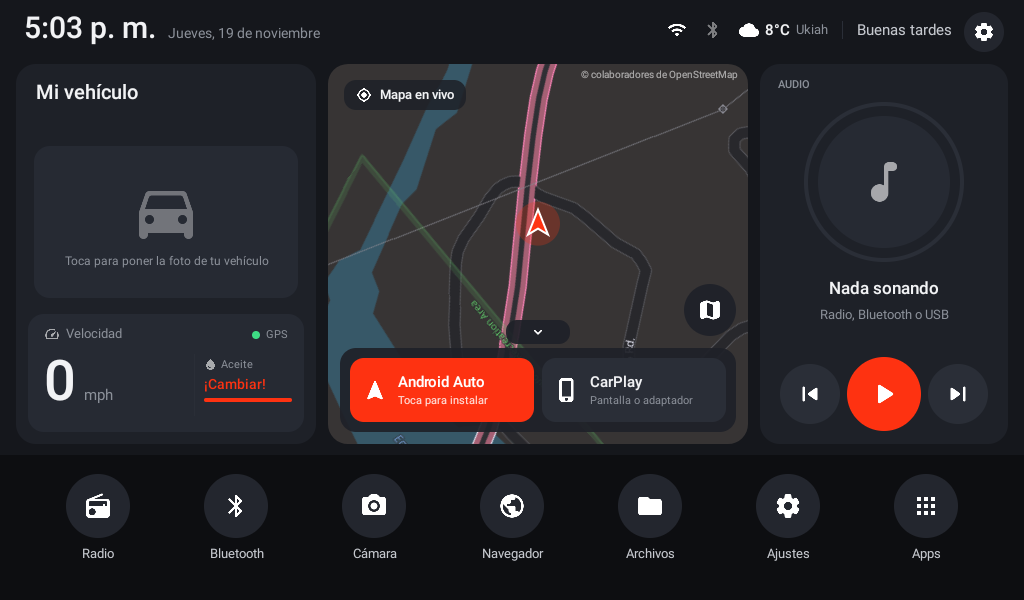 5:03 p. m.
Jueves, 19 de noviembre
8°C Ukiah
Buenas tardes
Mi vehículo
Toca para poner la foto de tu vehículo
Velocidad
GPS
0 mph
Aceite
¡Cambiar!
Mapa en vivo
© colaboradores de OpenStreetMap
Android Auto
Toca para instalar
CarPlay
Pantalla o adaptador
AUDIO
Nada sonando
Radio, Bluetooth o USB
Radio
Bluetooth
Cámara
Navegador
Archivos
Ajustes
Apps